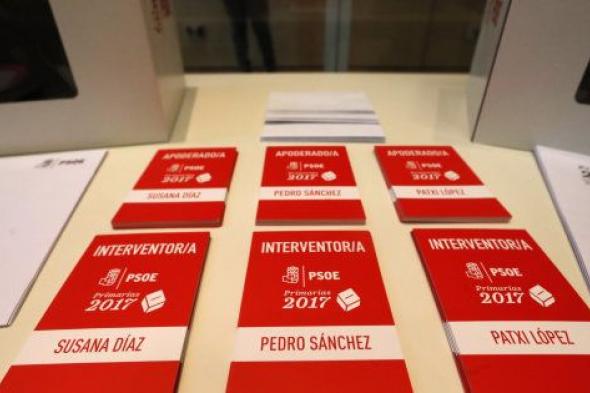 PSOE
APODERADO/A
PSOE
Primarias
2017
SUSANA DÍAZ
APODERADO/A
PSOE
Primarias
2017
PEDRO SÁNCHEZ
APODERADO/A
PSOE
Primarias
2017
PATXI LÓPEZ
INTERVENTOR/A
PSOE
Primarias
2017
SUSANA DÍAZ
INTERVENTOR/A
PSOE
Primarias
2017
PEDRO SÁNCHEZ
INTERVENTOR/A
PSOE
Primarias
2017
PATXI LÓPEZ